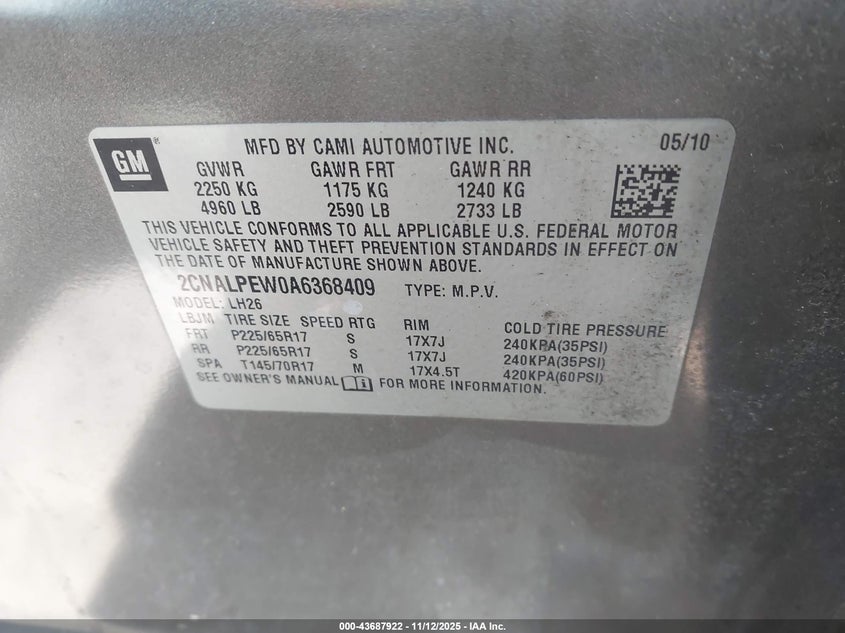 GM
MFD BY CAMI AUTOMOTIVE INC. 05/10
GVWR GAWR FRT GAWR RR
2250 KG 1175 KG 1240 KG
4960 LB 2590 LB 2733 LB
THIS VEHICLE CONFORMS TO ALL APPLICABLE U.S. FEDERAL MOTOR
VEHICLE SAFETY AND THEFT PREVENTION STANDARDS IN EFFECT ON
THE DATE OF MANUFACTURE SHOWN ABOVE.
2CNALPEW0A6368409 TYPE: M.P.V.
MODEL: LH26
LBJM TIRE SIZE SPEED RTG RIM COLD TIRE PRESSURE
FRT P225/65R17 S 17X7J 240KPA(35PSI)
RR P225/65R17 S 17X7J 240KPA(35PSI)
SPA T145/70R17 M 17X4.5T 420KPA(60PSI)
SEE OWNER'S MANUAL FOR MORE INFORMATION.
000-43687922 - 11/12/2025 - IAA Inc.